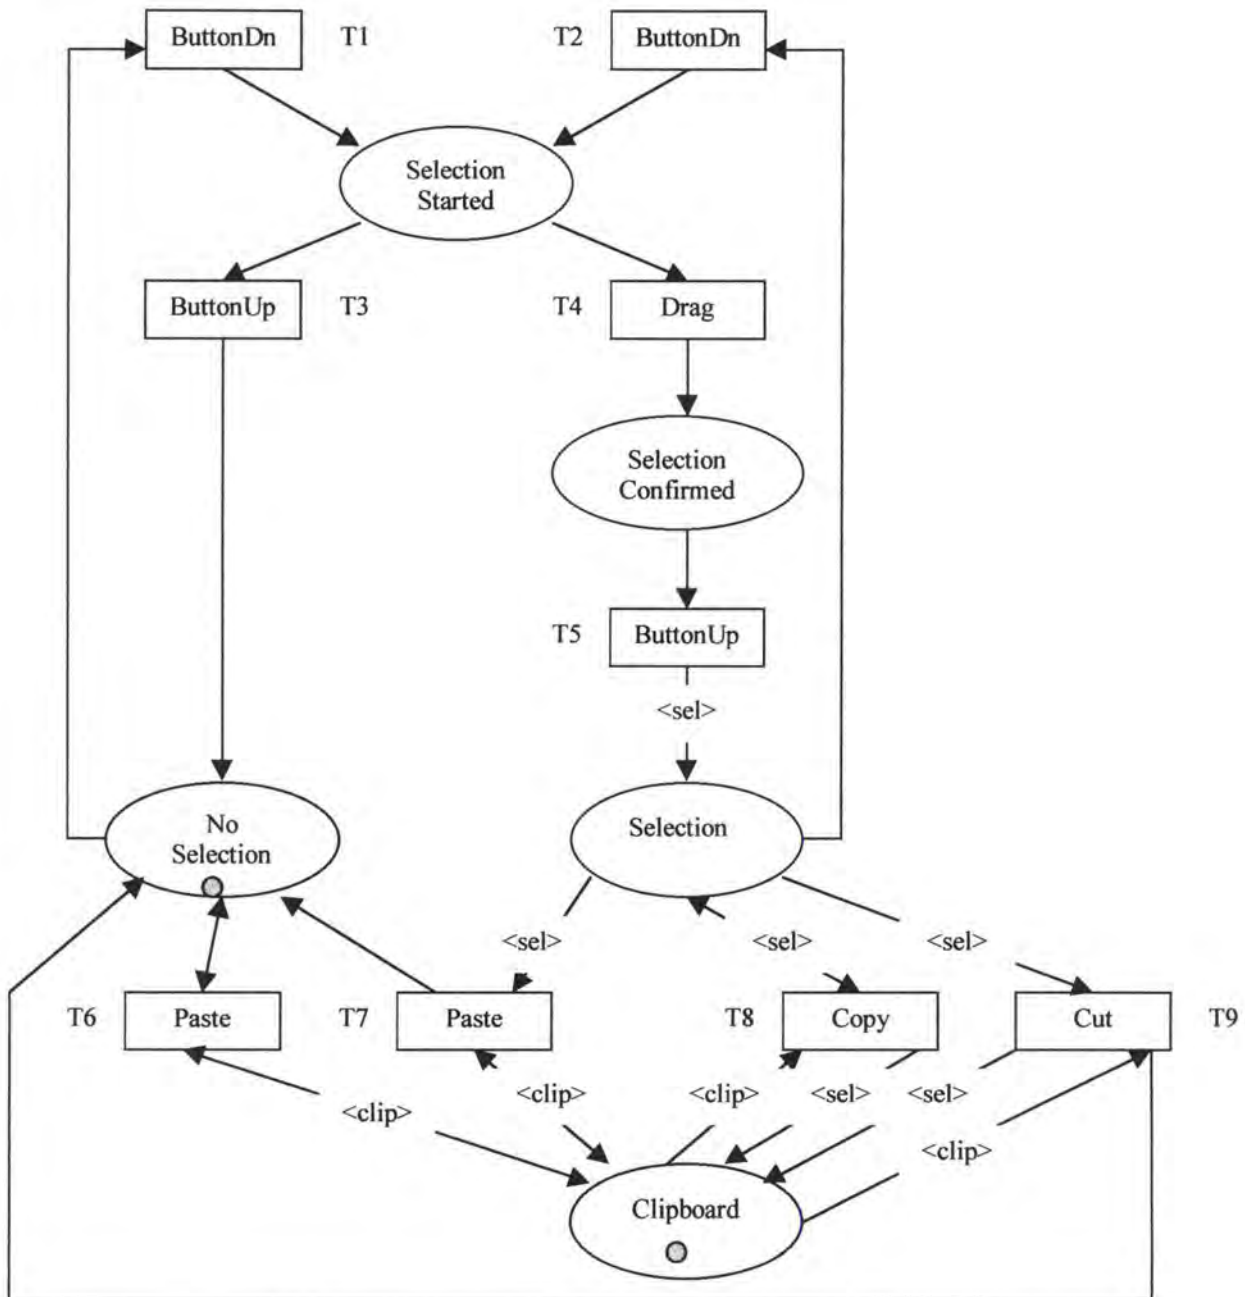 ButtonDn
T1
T2
ButtonDn
Selection
Started
ButtonUp
T3
T4
Drag
Selection
Confirmed
T5
ButtonUp
<sel>
No
Selection
Selection
<sel>
<sel>
<sel>
T6
Paste
T7
Paste
T8
Copy
Cut
T9
<clip>
<clip>
<clip>
<sel>
<sel>
<clip>
Clipboard